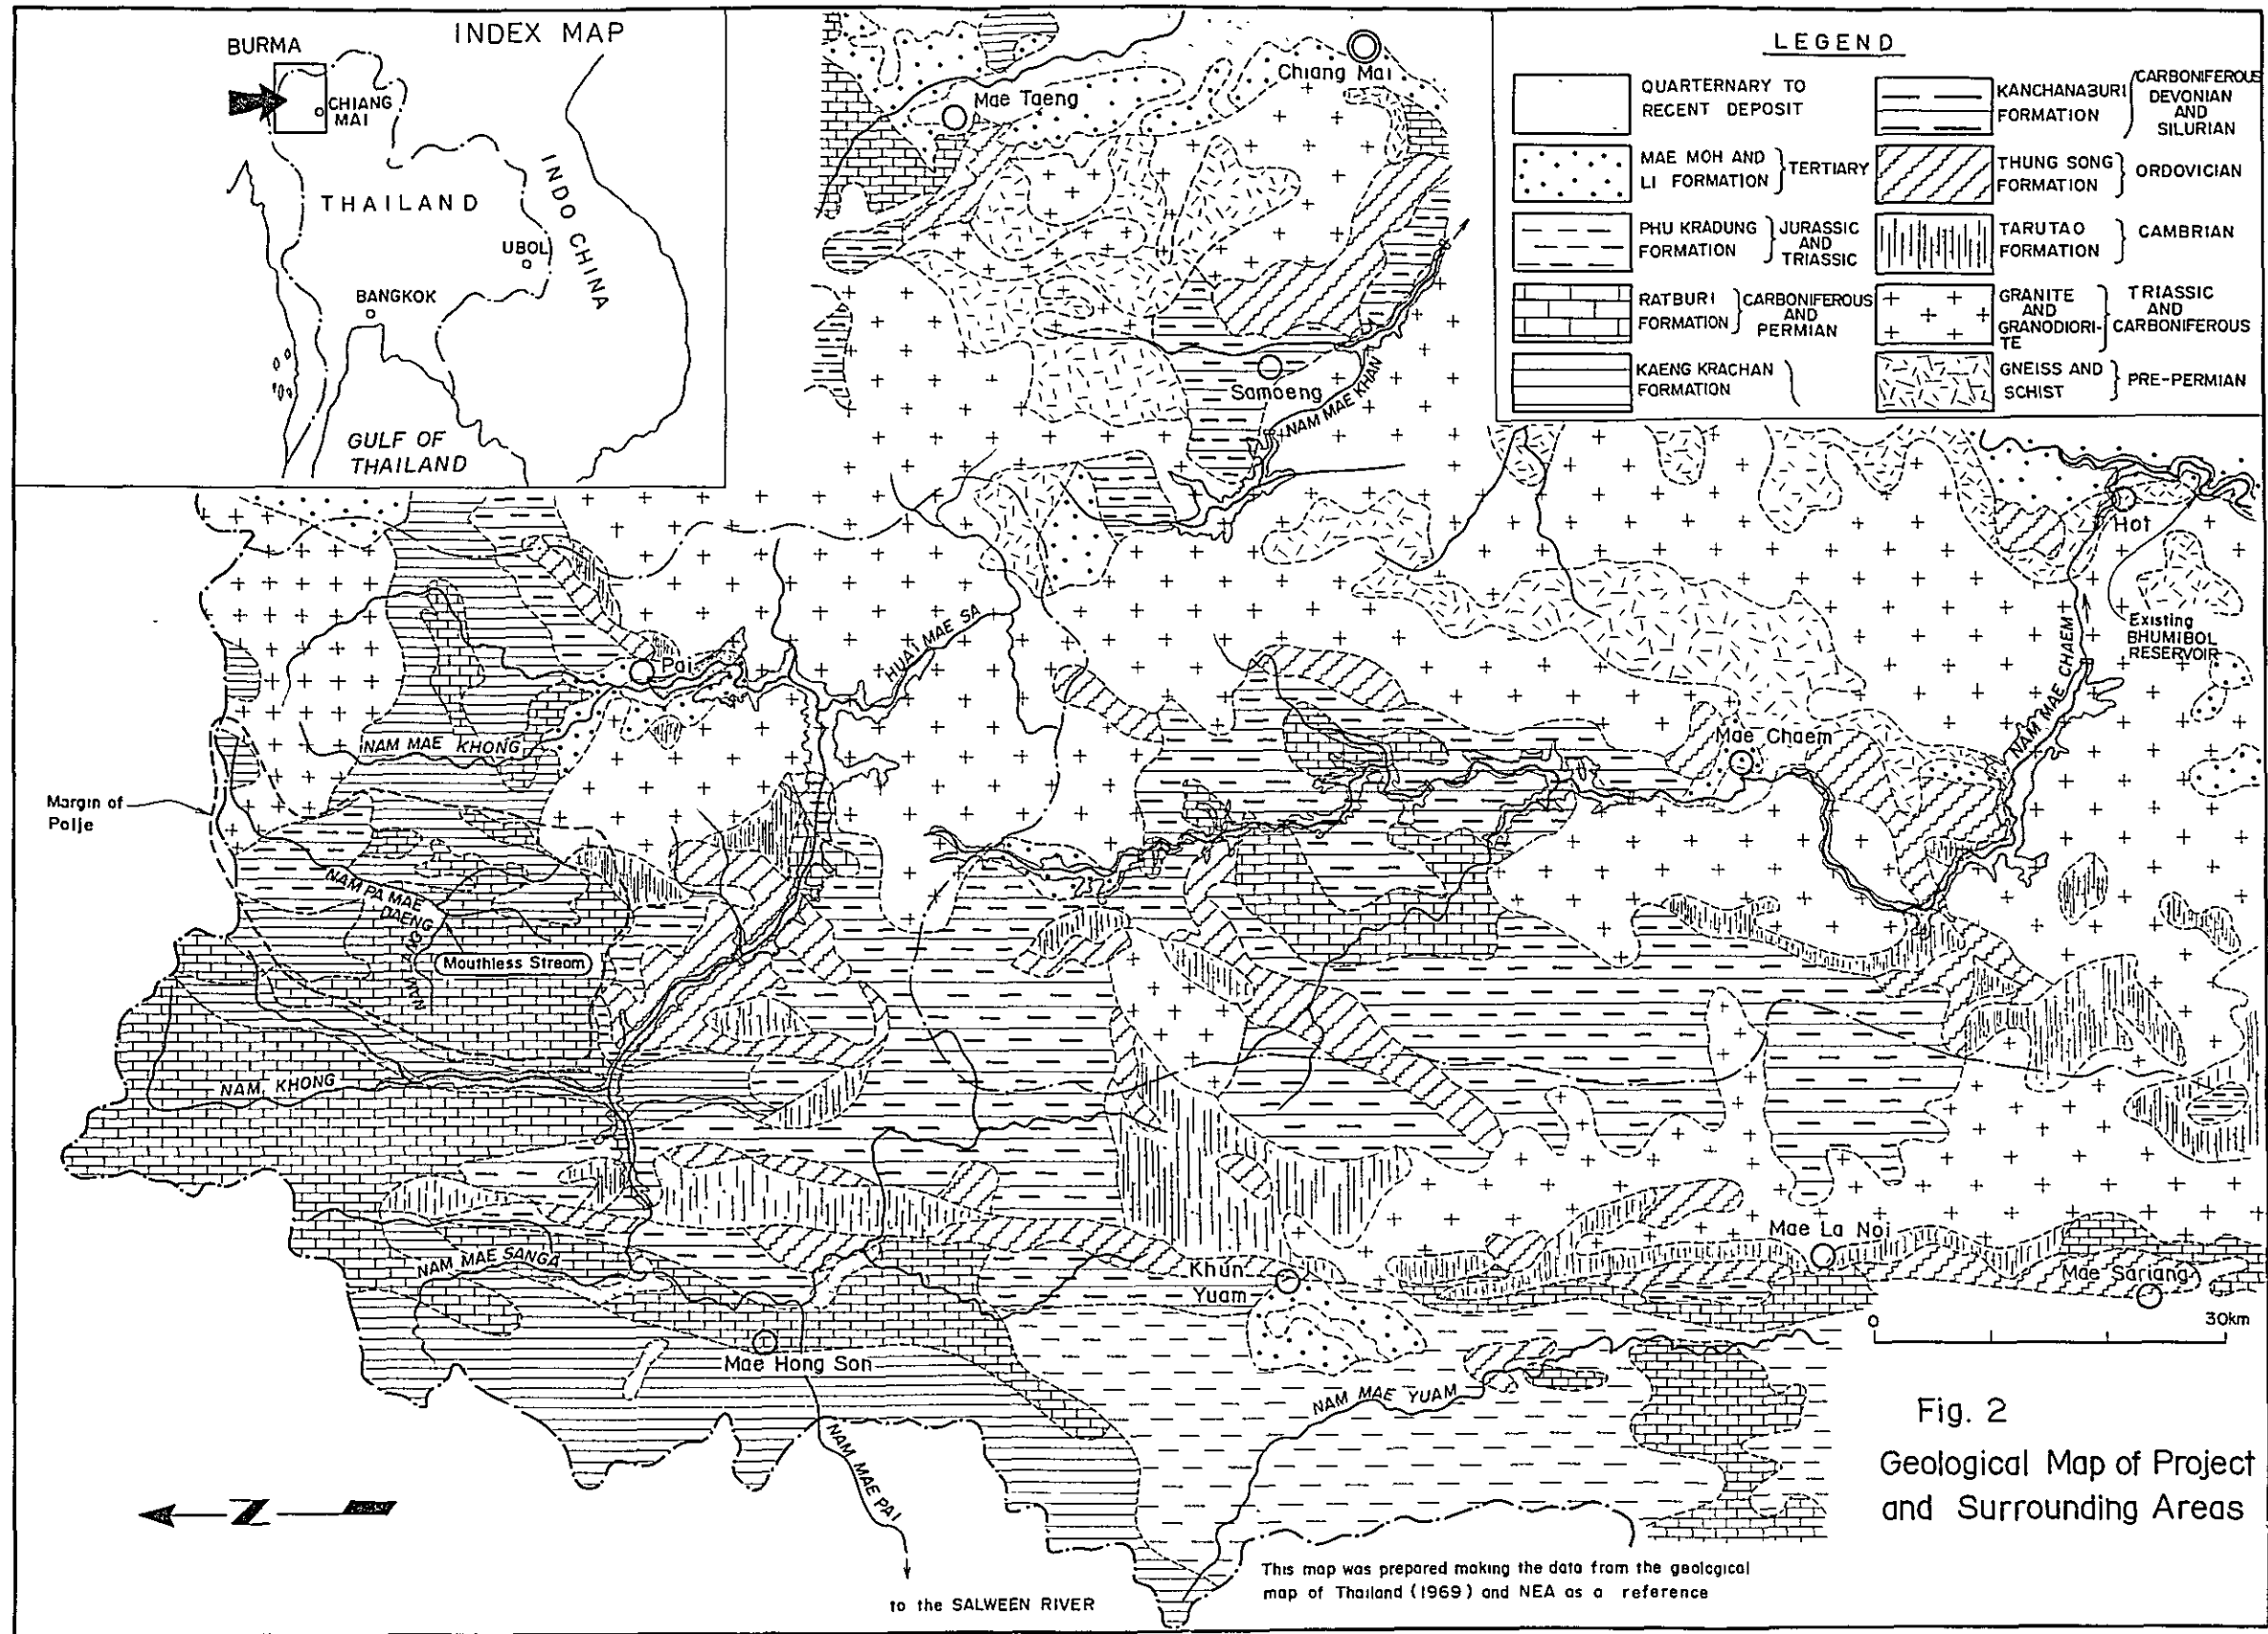 INDEX MAP
BURMA
CHIANG
MAI
THAILAND
INDO CHINA
UBOL
BANGKOK
GULF OF
THAILAND
LEGEND
QUARTERNARY TO
RECENT DEPOSIT
MAE MOH AND
LI FORMATION
TERTIARY
PHU KRADUNG
FORMATION
JURASSIC
AND
TRIASSIC
RATBURI
FORMATION
CARBONIFEROUS
AND
PERMIAN
KAENG KRACHAN
FORMATION
KANCHANABURI
FORMATION
CARBONIFEROUS
DEVONIAN
AND
SILURIAN
THUNG SONG
FORMATION
ORDOVICIAN
TARUTAO
FORMATION
CAMBRIAN
GRANITE
AND
GRANODIORI-
TE
TRIASSIC
AND
CARBONIFEROUS
GNEISS AND
SCHIST
PRE-PERMIAN
Chiang Mai
Mae Taeng
Samoeng
NAM MAE KHAN
Hot
Existing
BHUMIBOL
RESERVOIR
NAM MAE CHAEM
HUAI MAE SA
Pai
NAM MAE KHONG
Mae Chaem
Margin of
Polje
NAM PA MAE
DAENG
Mouthless Stream
NAM KHONG
NAM MAE SANGA
Khun
Yuam
Mae La Noi
Mae Sariang
0 30km
Mae Hong Son
NAM MAE YUAM
NAM MAE PAI
N
to the SALWEEN RIVER
This map was prepared making the data from the geological
map of Thailand (1969) and NEA as a reference
Fig. 2
Geological Map of Project
and Surrounding Areas